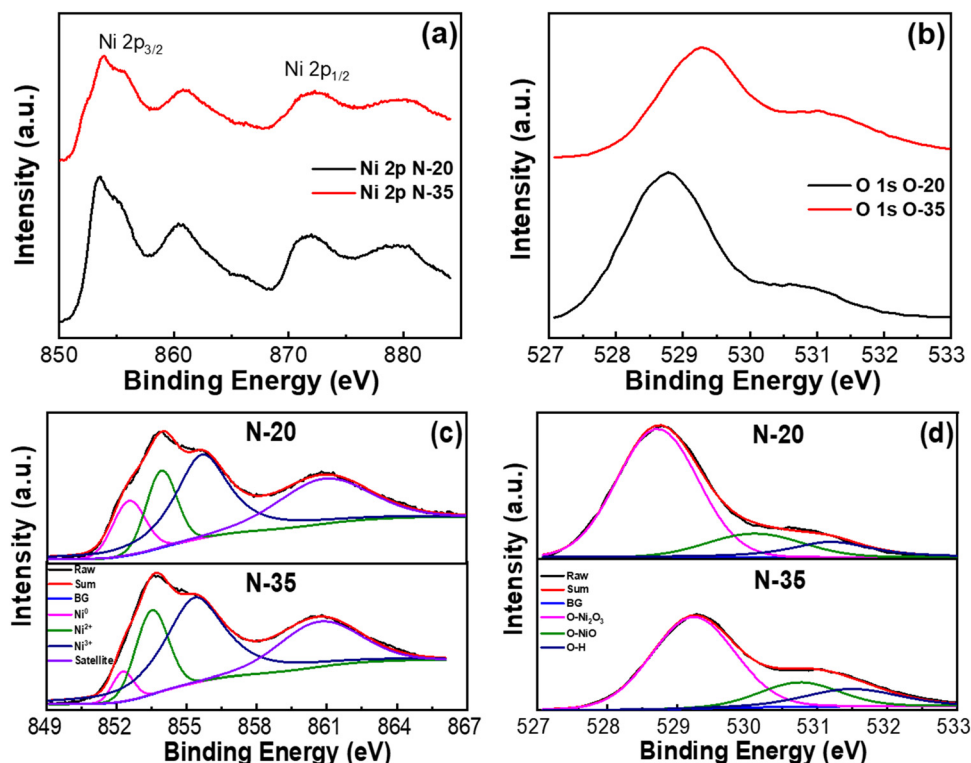 (a)
Ni 2p3/2
Ni 2p1/2
Ni 2p N-20
Ni 2p N-35
Intensity (a.u.)
850 860 870 880
Binding Energy (eV)
(b)
O 1s O-20
O 1s O-35
Intensity (a.u.)
527 528 529 530 531 532 533
Binding Energy (eV)
(c)
N-20
N-35
Raw
Sum
BG
Ni0
Ni2+
Ni3+
Satellite
Intensity (a.u.)
849 852 855 858 861 864 867
Binding Energy (eV)
(d)
N-20
N-35
Raw
Sum
BG
O-Ni2O3
O-NiO
O-H
Intensity (a.u.)
527 528 529 530 531 532 533
Binding Energy (eV)